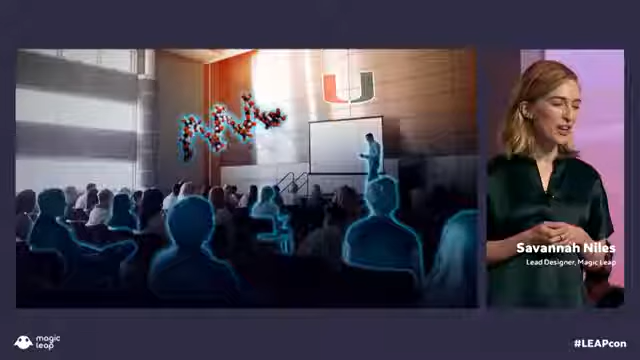 U
Savannah Niles
Lead Designer, Magic Leap
magic
leap
#LEAPcon